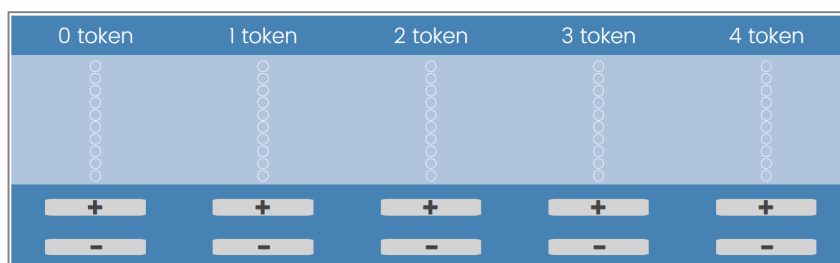 0 token 1 token 2 token 3 token 4 token
+ + + + +
- - - - -